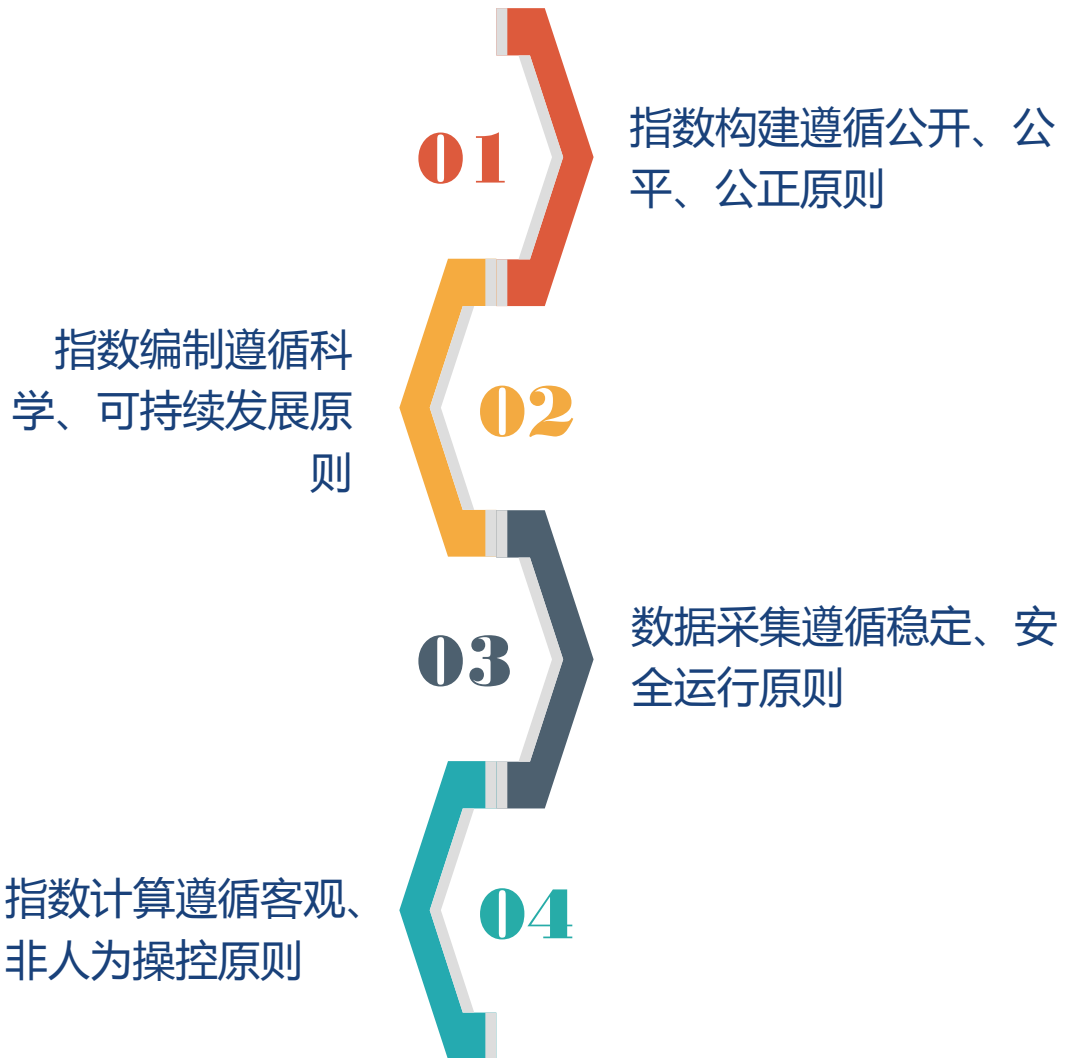 01
指数构建遵循公开、公
平、公正原则
指数编制遵循科
学、可持续发展原
则
02
03
数据采集遵循稳定、安
全运行原则
指数计算遵循客观、
非人为操控原则
04